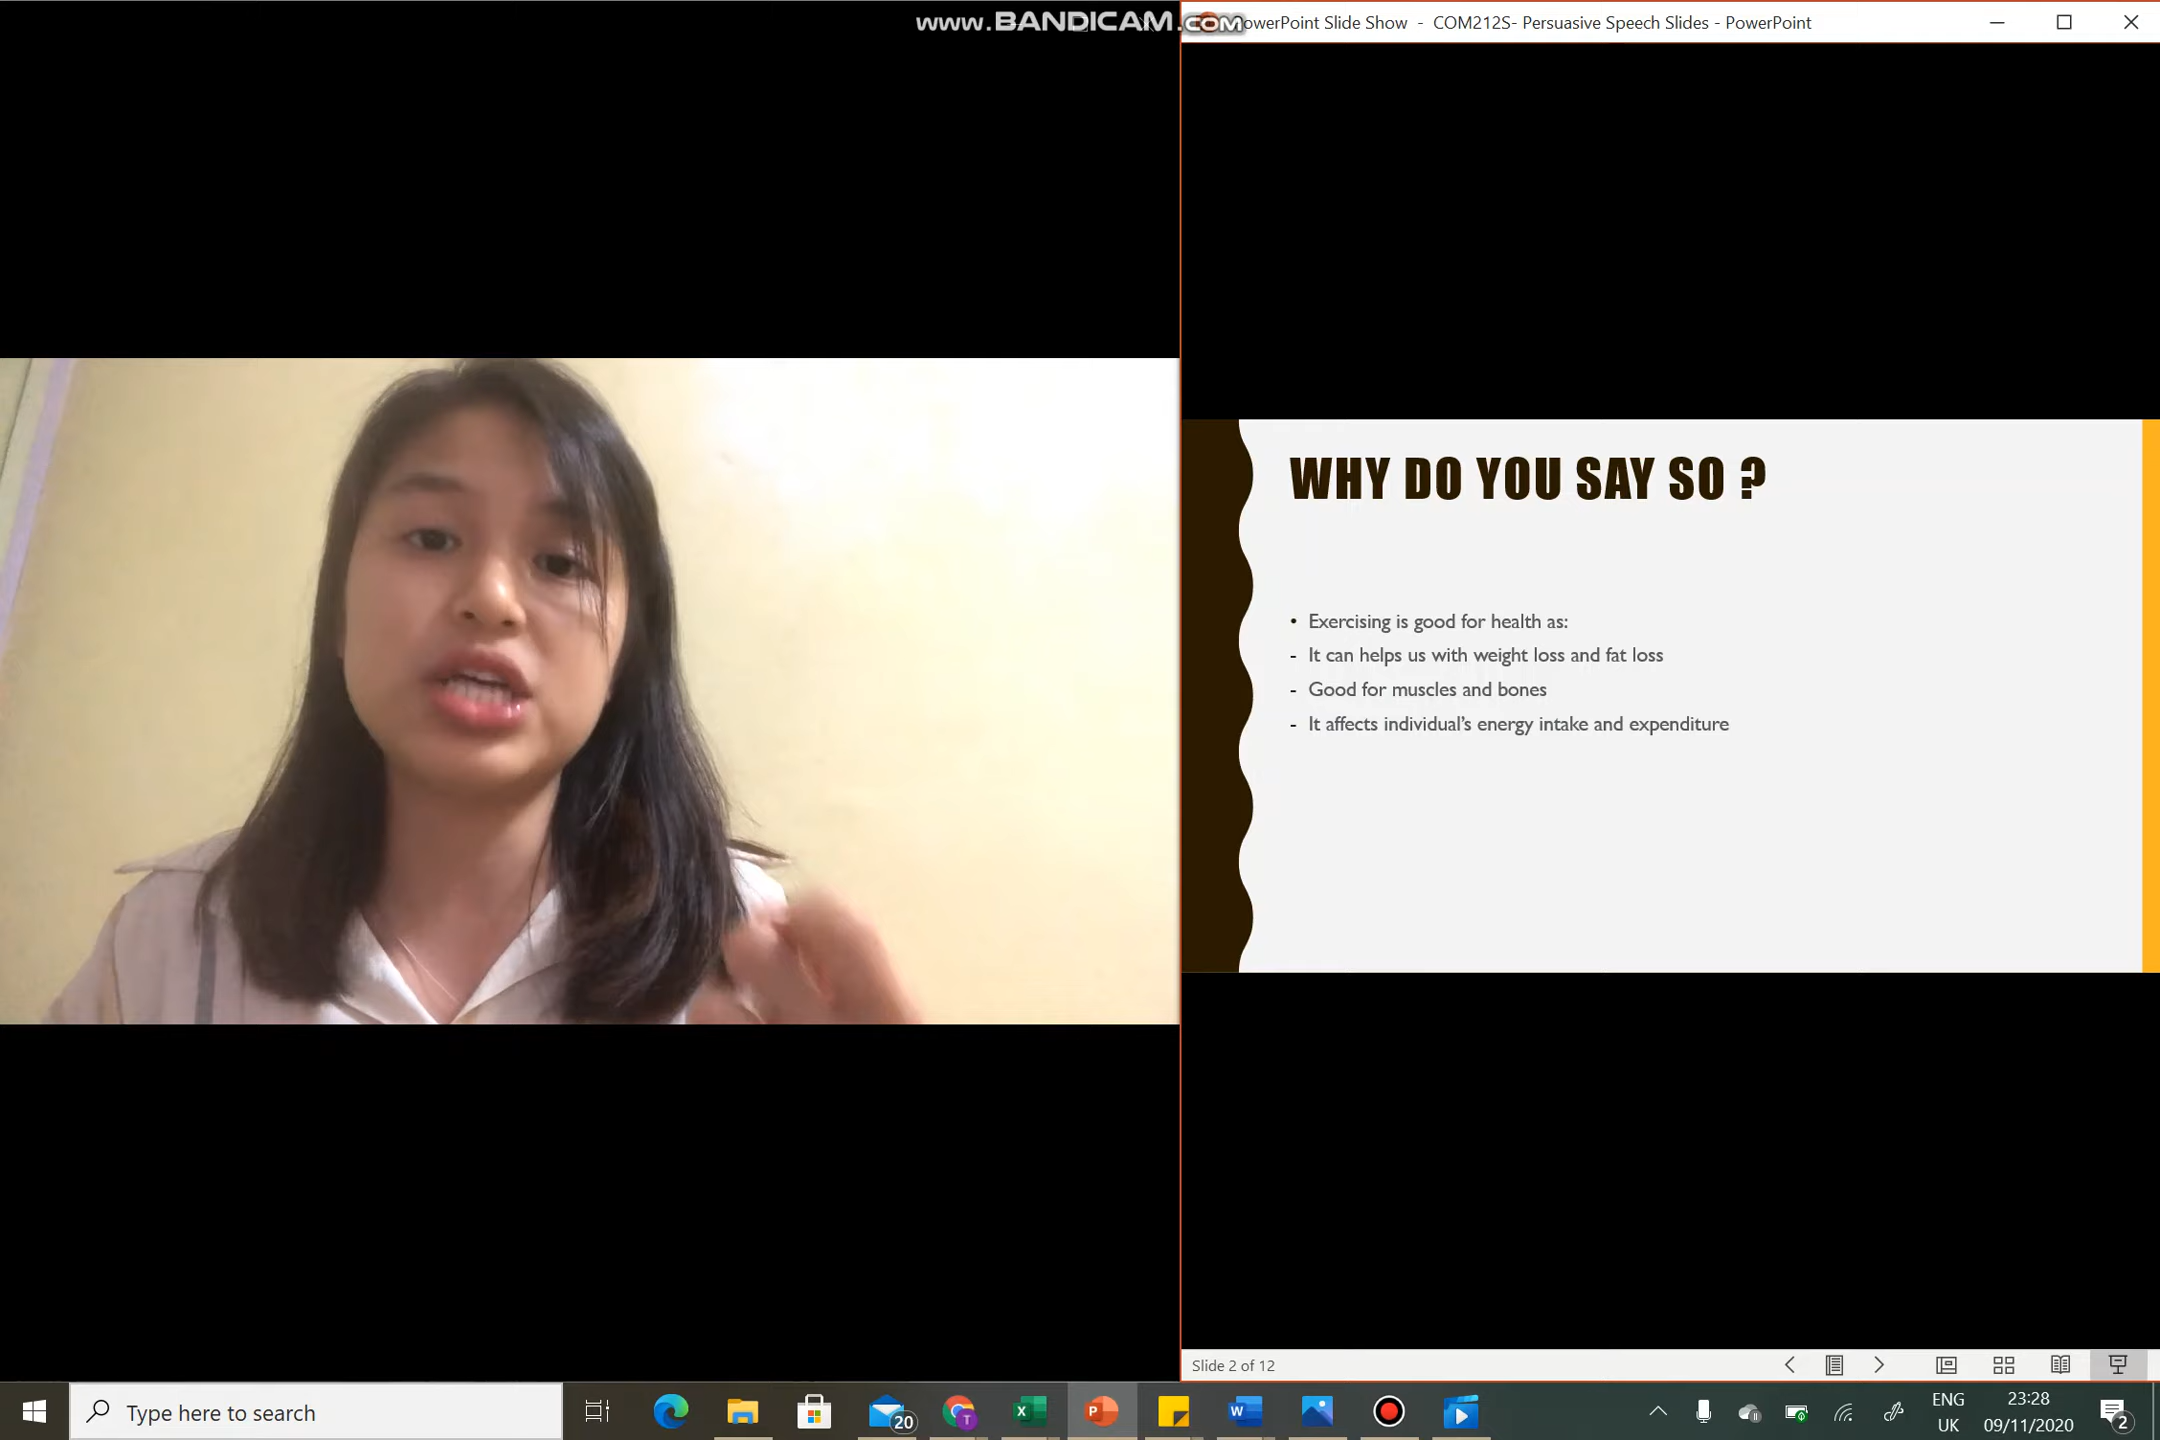 www.BANDICAM.com
PowerPoint Slide Show - COM212S- Persuasive Speech Slides - PowerPoint
WHY DO YOU SAY SO ?
• Exercising is good for health as:
- It can helps us with weight loss and fat loss
- Good for muscles and bones
- It affects individual's energy intake and expenditure
Slide 2 of 12
Type here to search
20
T
X
P
W
ENG
UK
23:28
09/11/2020
2